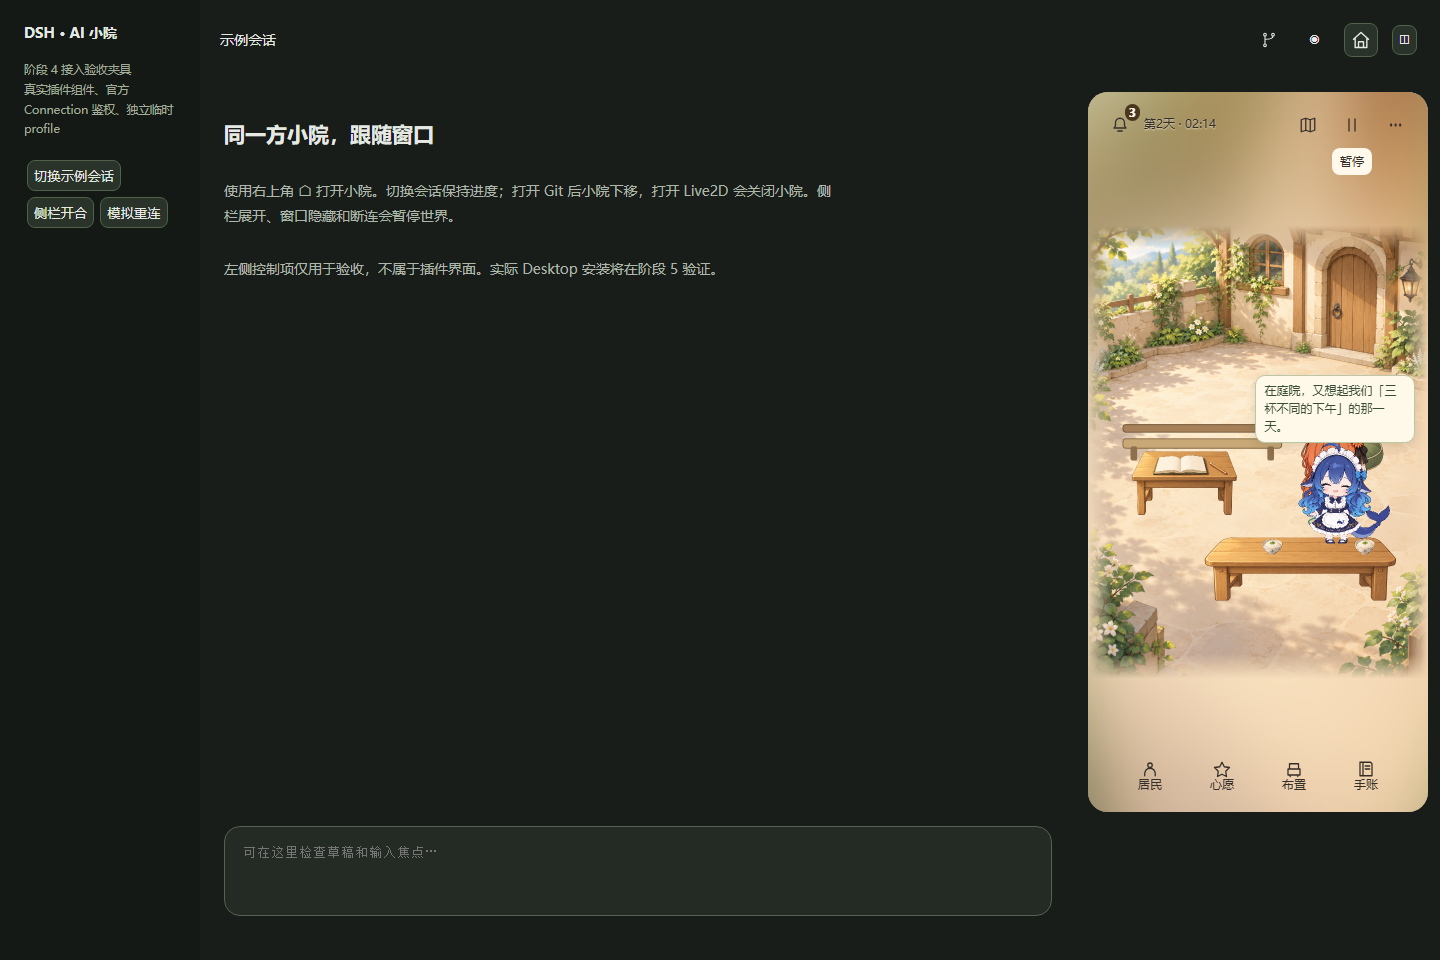 DSH • AI 小院
阶段 4 接入验收夹具
真实插件组件、官方
Connection 鉴权、独立临时
profile
切换示例会话
侧栏开合
模拟重连
示例会话
同一方小院，跟随窗口
使用右上角 ⌂ 打开小院。切换会话保持进度；打开 Git 后小院下移，打开 Live2D 会关闭小院。侧
栏展开、窗口隐藏和断连会暂停世界。
左侧控制项仅用于验收，不属于插件界面。实际 Desktop 安装将在阶段 5 验证。
可在这里检查草稿和输入焦点…
3
第2天 · 02:14
暂停
在庭院，又想起我们「三
杯不同的下午」的那一
天。
居民
心愿
布置
手账